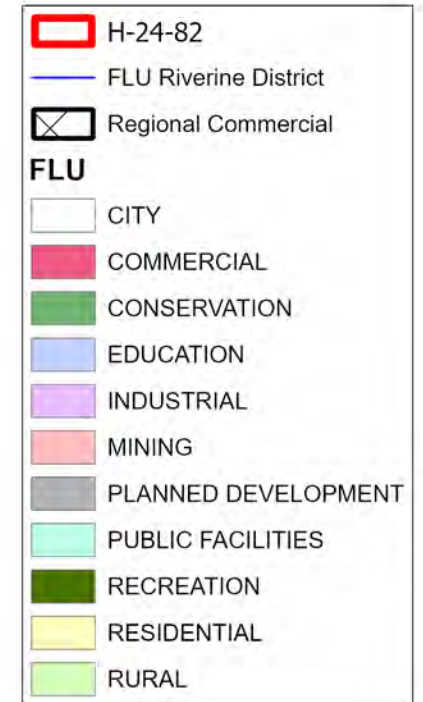 H-24-82
FLU Riverine District
Regional Commercial
FLU
CITY
COMMERCIAL
CONSERVATION
EDUCATION
INDUSTRIAL
MINING
PLANNED DEVELOPMENT
PUBLIC FACILITIES
RECREATION
RESIDENTIAL
RURAL